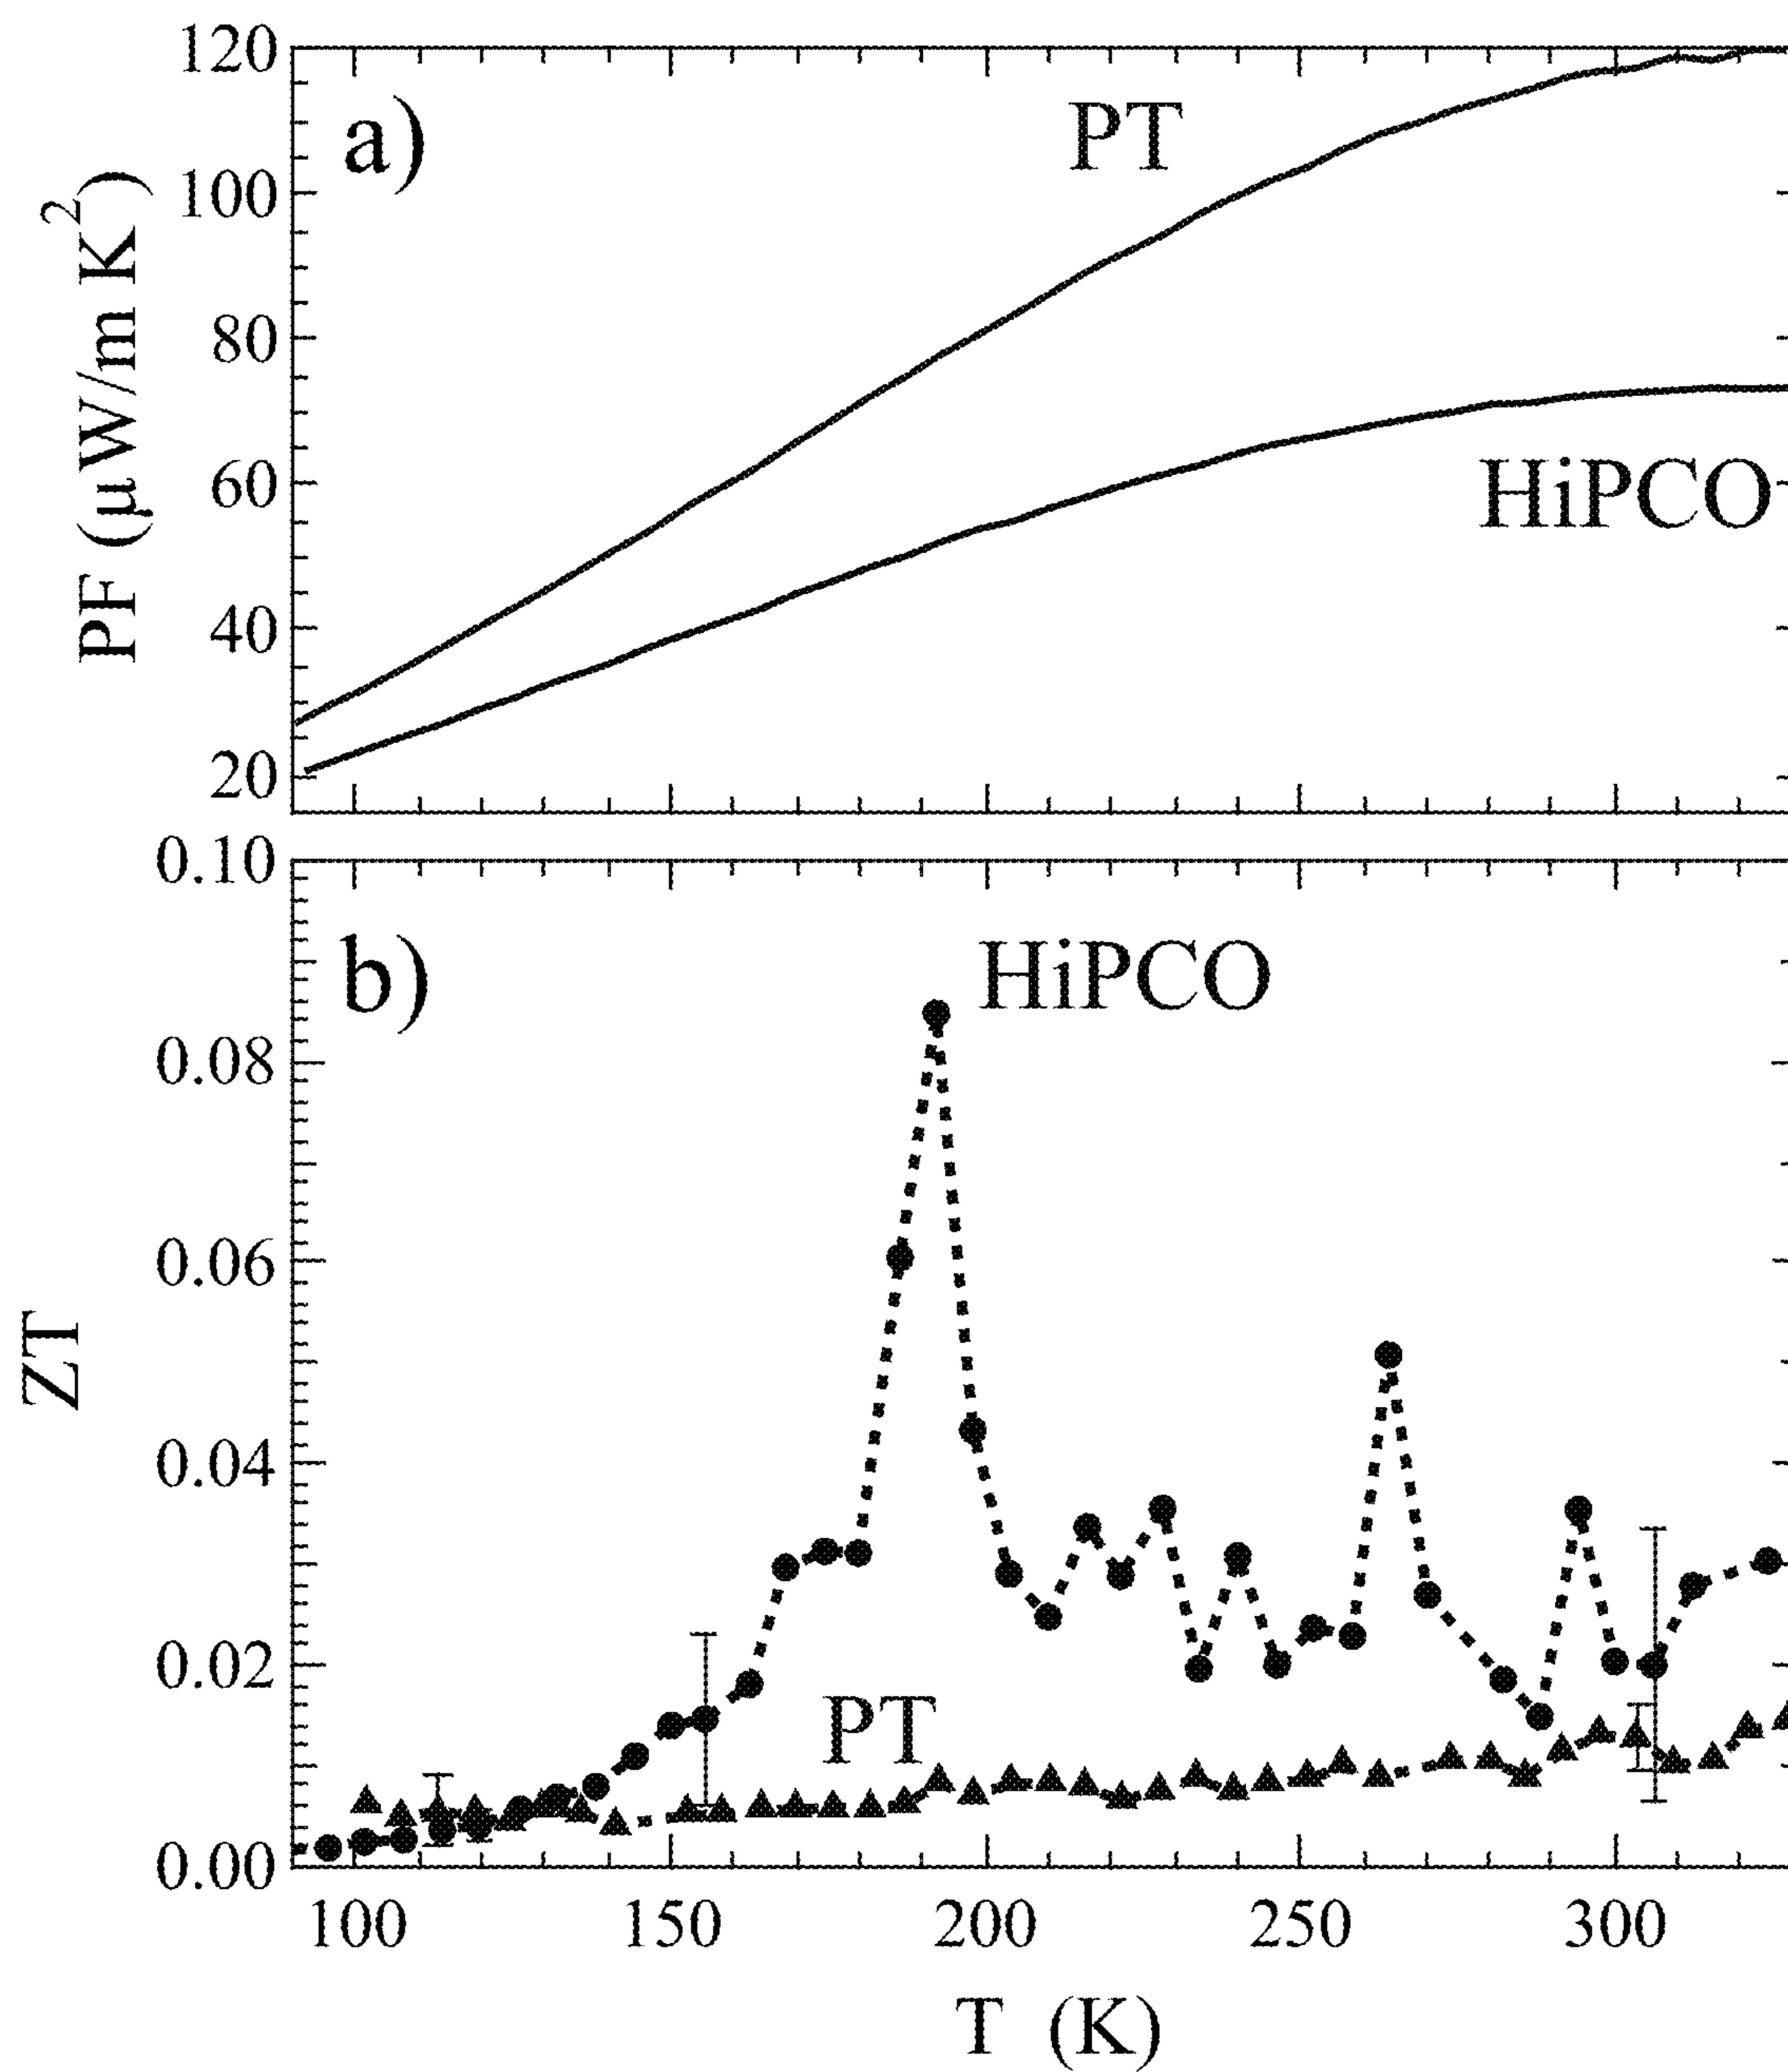 120
a)
PT
100
80
60
HiPCO
40
20
PF (μW/m K²)
0.10
b)
HiPCO
0.08
0.06
ZT
0.04
0.02
PT
0.00
100 150 200 250 300
T (K)